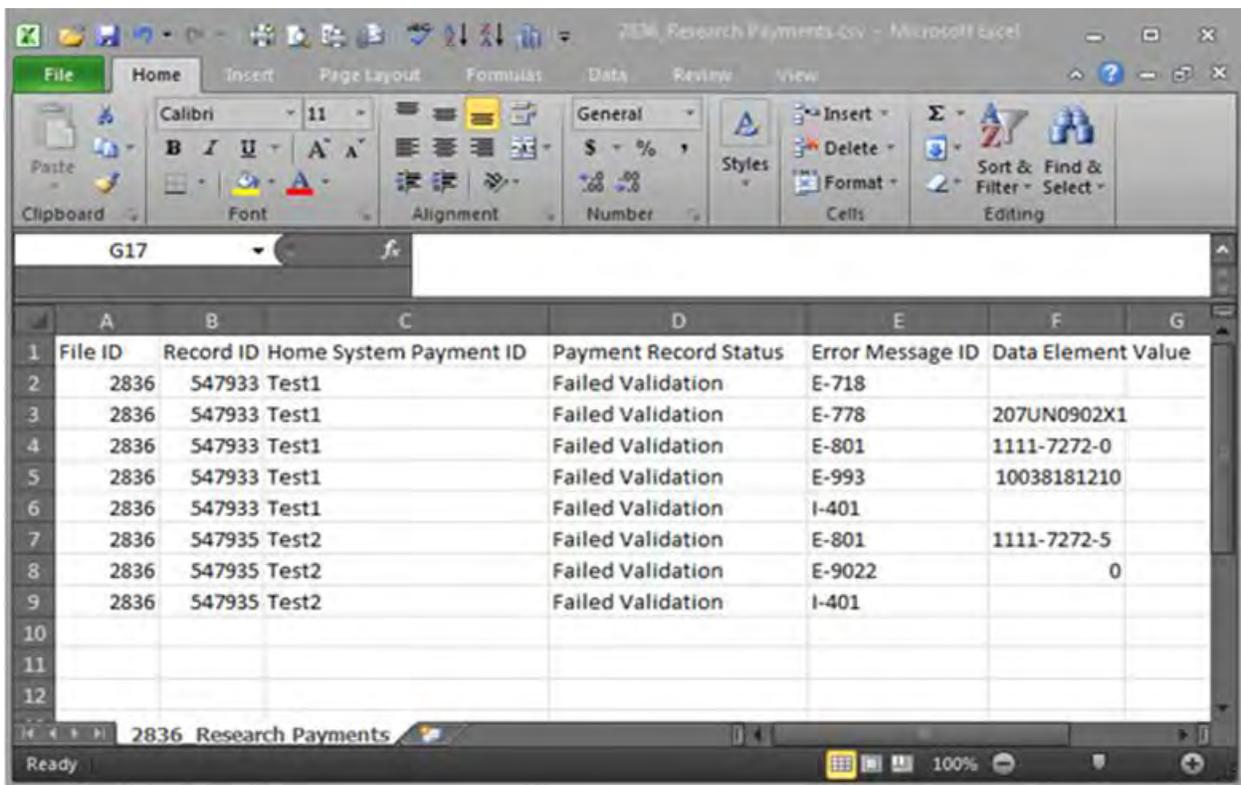 2836_Research Payments.csv - Microsoft Excel
File Home Insert Page Layout Formulas Data Review View
Calibri 11 General Insert Σ
Paste B I U A A $ % , Styles Delete Sort & Find &
Format Filter Select
Clipboard Font Alignment Number Cells Editing
G17 fx
A B C D E F G
1 File ID Record ID Home System Payment ID Payment Record Status Error Message ID Data Element Value
2 2836 547933 Test1 Failed Validation E-718
3 2836 547933 Test1 Failed Validation E-778 207UN0902X1
4 2836 547933 Test1 Failed Validation E-801 1111-7272-0
5 2836 547933 Test1 Failed Validation E-993 10038181210
6 2836 547933 Test1 Failed Validation I-401
7 2836 547935 Test2 Failed Validation E-801 1111-7272-5
8 2836 547935 Test2 Failed Validation E-9022 0
9 2836 547935 Test2 Failed Validation I-401
10
11
12
2836_Research Payments
Ready 100%